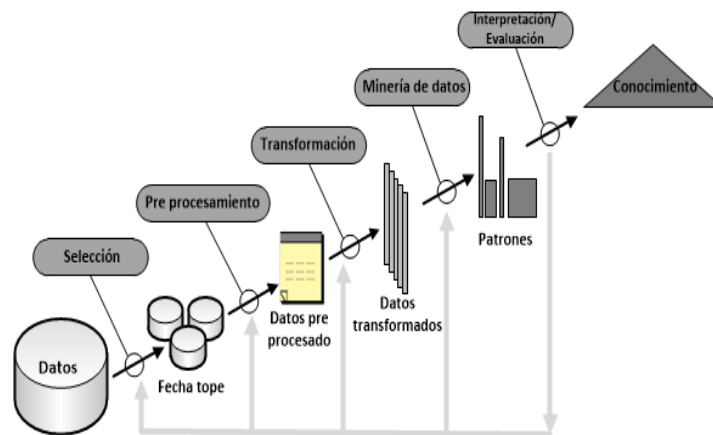 Interpretación/
Evaluación
Conocimiento
Minería de datos
Transformación
Patrones
Pre procesamiento
Datos
transformados
Selección
Datos pre
procesado
Datos
Fecha tope